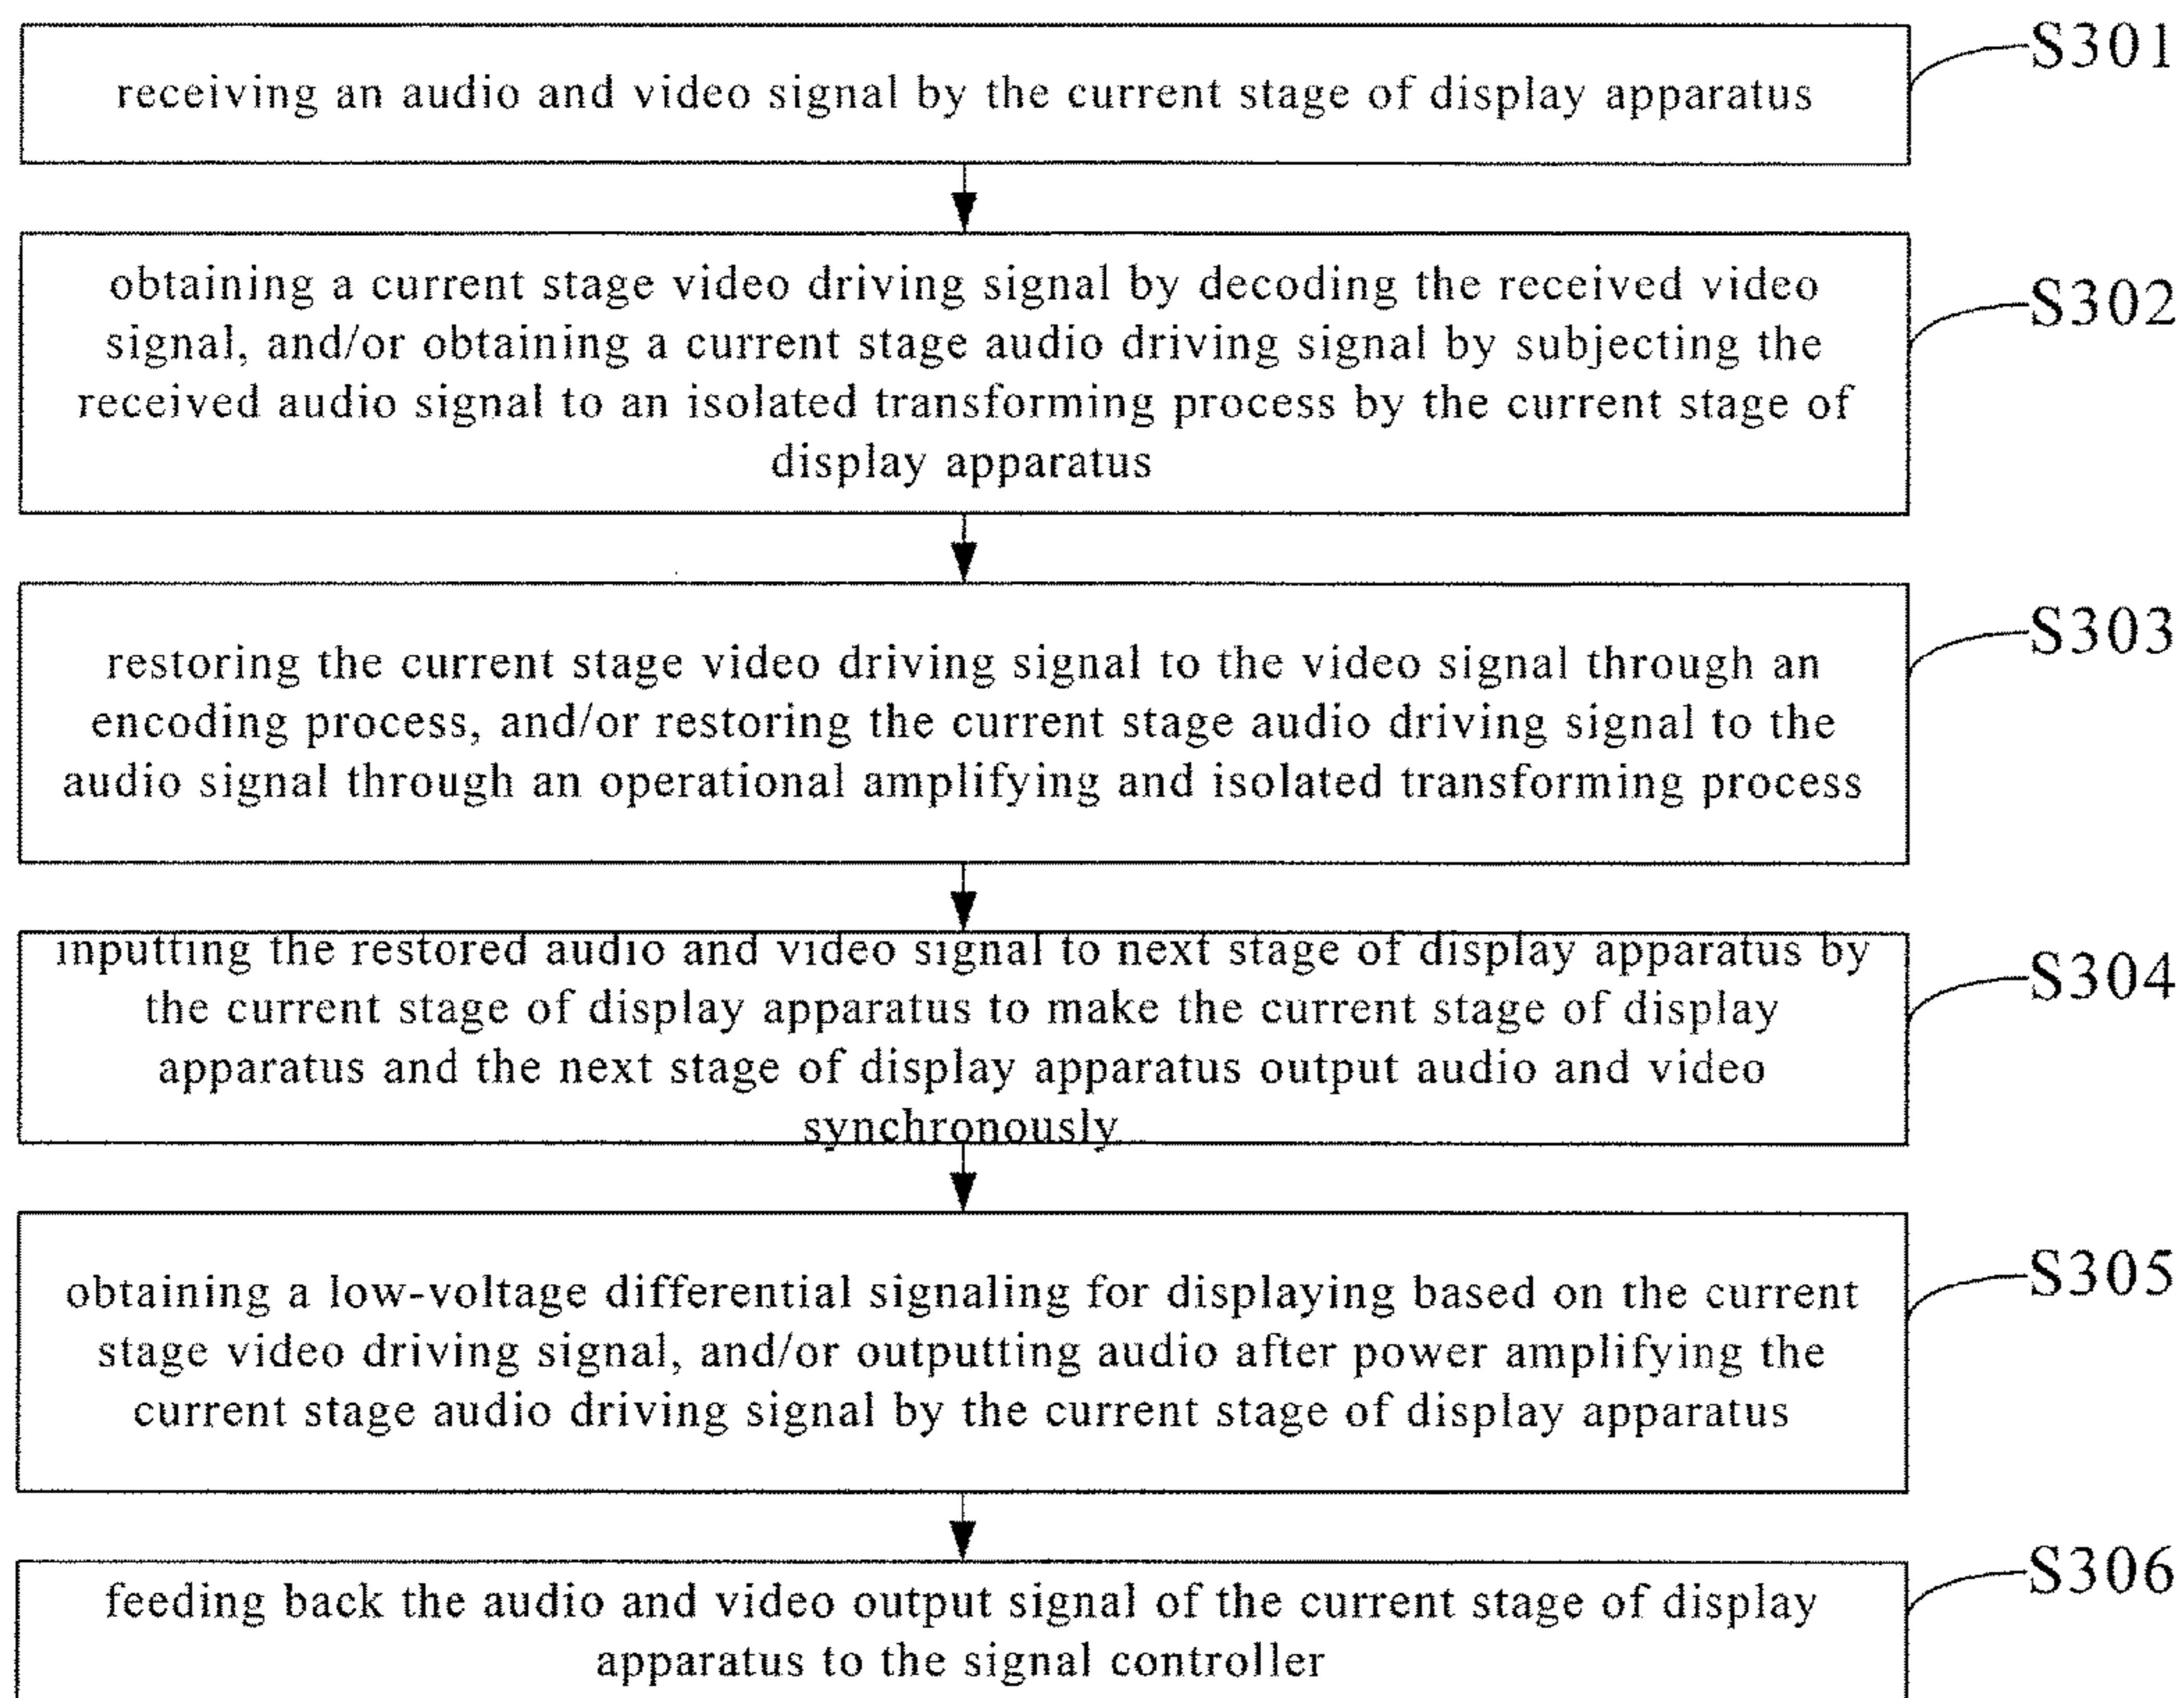 S301
receiving an audio and video signal by the current stage of display apparatus
S302
obtaining a current stage video driving signal by decoding the received video
signal, and/or obtaining a current stage audio driving signal by subjecting the
received audio signal to an isolated transforming process by the current stage of
display apparatus
S303
restoring the current stage video driving signal to the video signal through an
encoding process, and/or restoring the current stage audio driving signal to the
audio signal through an operational amplifying and isolated transforming process
S304
inputting the restored audio and video signal to next stage of display apparatus by
the current stage of display apparatus to make the current stage of display
apparatus and the next stage of display apparatus output audio and video
synchronously
S305
obtaining a low-voltage differential signaling for displaying based on the current
stage video driving signal, and/or outputting audio after power amplifying the
current stage audio driving signal by the current stage of display apparatus
S306
feeding back the audio and video output signal of the current stage of display
apparatus to the signal controller